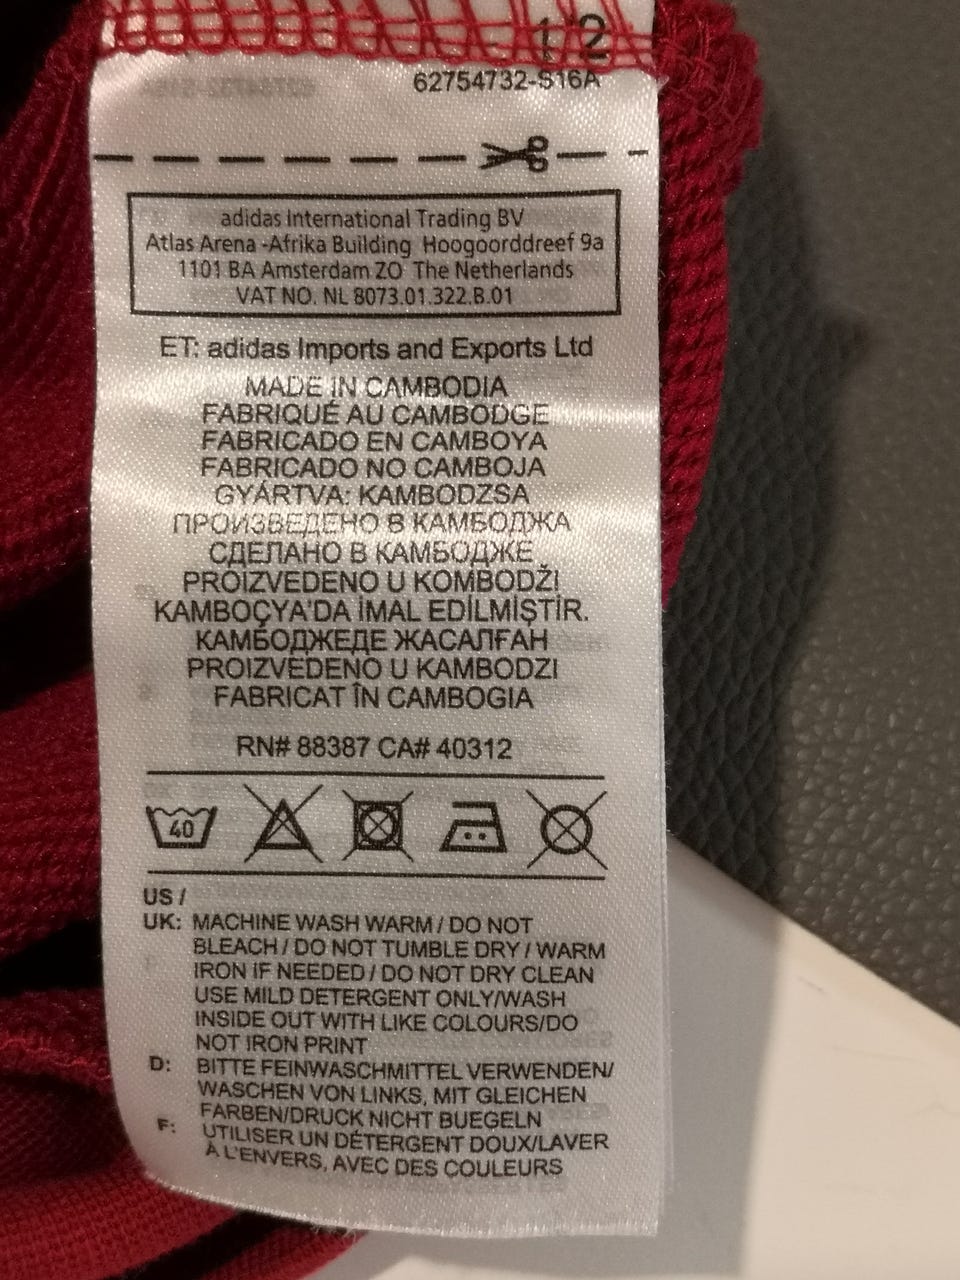 1/2
62754732-S16A
adidas International Trading BV
Atlas Arena -Afrika Building Hoogoorddreef 9a
1101 BA Amsterdam ZO The Netherlands
VAT NO. NL 8073.01.322.B.01
ET: adidas Imports and Exports Ltd
MADE IN CAMBODIA
FABRIQUÉ AU CAMBODGE
FABRICADO EN CAMBOYA
FABRICADO NO CAMBOJA
GYÁRTVA: KAMBODZSA
ПРОИЗВЕДЕНО В КАМБОДЖА
СДЕЛАНО В КАМБОДЖЕ
PROIZVEDENO U KOMBODŽI
KAMBOÇYA'DA İMAL EDİLMİŞTİR.
КАМБОДЖЕДЕ ЖАСАЛҒАН
PROIZVEDENO U KAMBODZI
FABRICAT ÎN CAMBOGIA
RN# 88387 CA# 40312
40
US /
UK: MACHINE WASH WARM / DO NOT
BLEACH / DO NOT TUMBLE DRY / WARM
IRON IF NEEDED / DO NOT DRY CLEAN
USE MILD DETERGENT ONLY/WASH
INSIDE OUT WITH LIKE COLOURS/DO
NOT IRON PRINT
D: BITTE FEINWASCHMITTEL VERWENDEN/
WASCHEN VON LINKS, MIT GLEICHEN
FARBEN/DRUCK NICHT BUEGELN
F: UTILISER UN DÉTERGENT DOUX/LAVER
À L'ENVERS, AVEC DES COULEURS